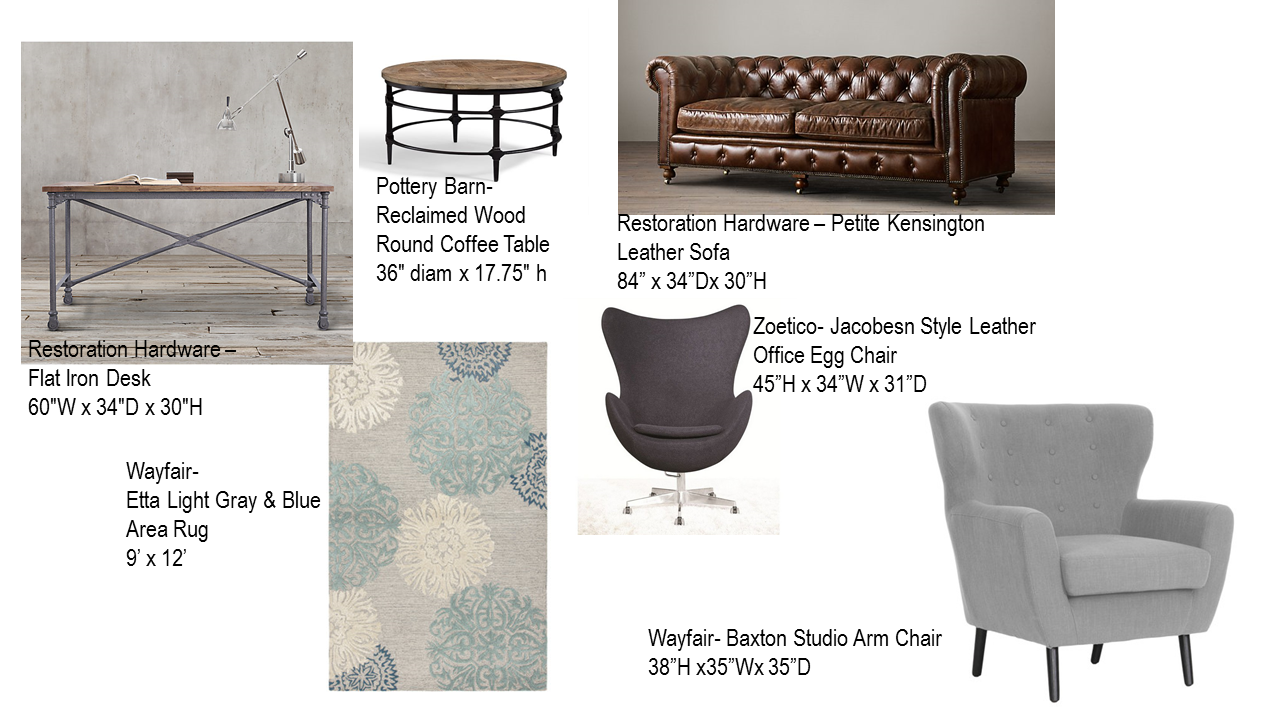 Pottery Barn-
Reclaimed Wood
Round Coffee Table
36" diam x 17.75" h
Restoration Hardware – Petite Kensington
Leather Sofa
84” x 34”Dx 30”H
Zoetico- Jacobesn Style Leather
Office Egg Chair
45”H x 34”W x 31”D
Restoration Hardware –
Flat Iron Desk
60"W x 34"D x 30"H
Wayfair-
Etta Light Gray & Blue
Area Rug
9’ x 12’
Wayfair- Baxton Studio Arm Chair
38”H x35”Wx 35”D